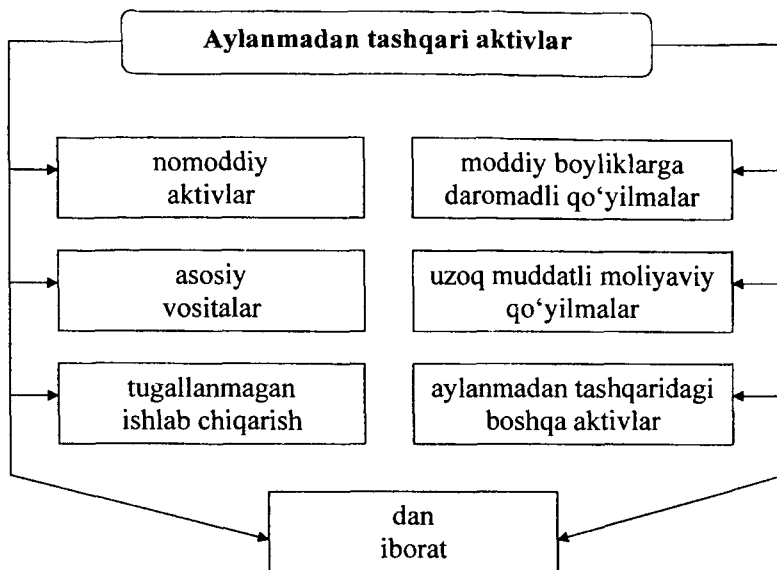 Aylanmadan tashqari aktivlar
nomoddiy
aktivlar
moddiy boyliklarga
daromadli qo‘yilmalar
asosiy
vositalar
uzoq muddatli moliyaviy
qo‘yilmalar
tugallanmagan
ishlab chiqarish
aylanmadan tashqaridagi
boshqa aktivlar
dan
iborat